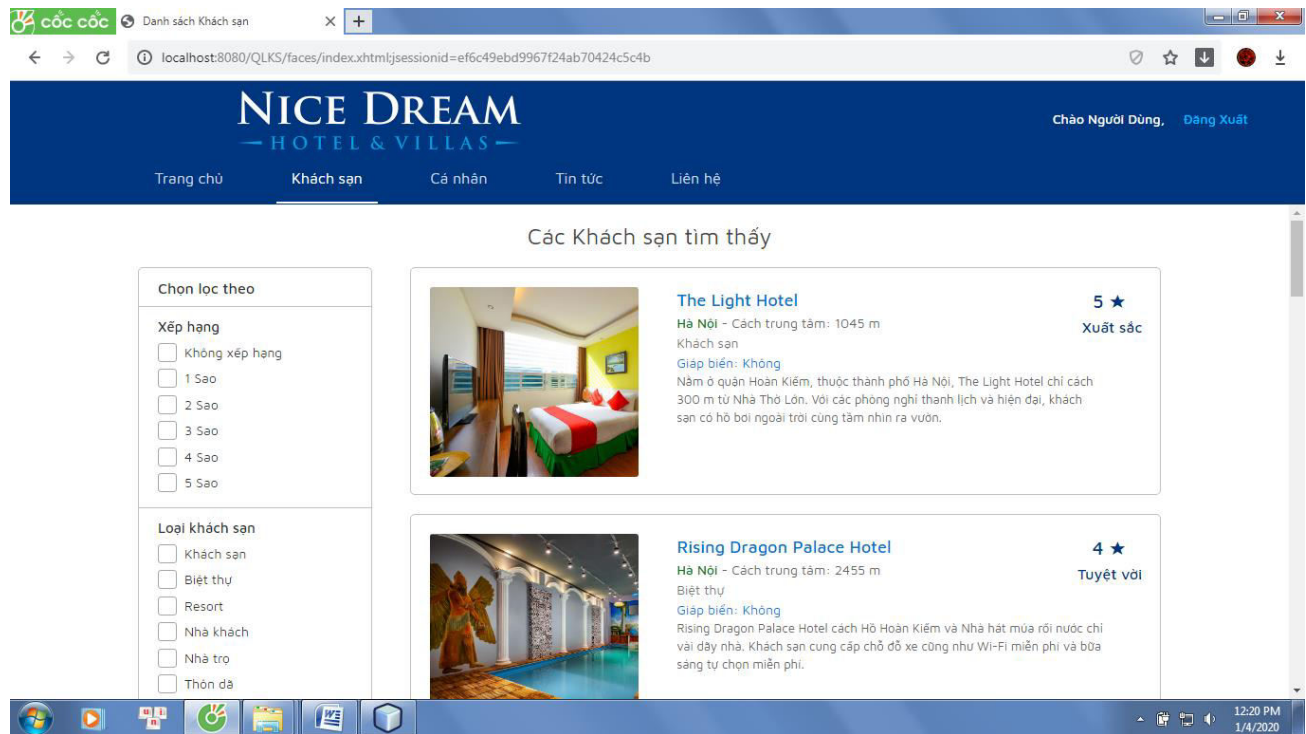 cốc cốc
Danh sách Khách sạn
localhost:8080/QLKS/faces/index.xhtml;jsessionid=ef6c49ebd9967f24ab70424c5c4b
NICE DREAM
HOTEL & VILLAS
Chào Người Dùng, Đăng Xuất
Trang chủ Khách sạn Cá nhân Tin tức Liên hệ
Các Khách sạn tìm thấy
Chọn lọc theo
Xếp hạng
Không xếp hạng
1 Sao
2 Sao
3 Sao
4 Sao
5 Sao
Loại khách sạn
Khách sạn
Biệt thự
Resort
Nhà khách
Nhà trọ
Thôn dã
The Light Hotel
5 ★
Hà Nội - Cách trung tâm: 1045 m
Xuất sắc
Khách sạn
Giáp biển: Không
Nằm ở quận Hoàn Kiếm, thuộc thành phố Hà Nội, The Light Hotel chỉ cách
300 m từ Nhà Thờ Lớn. Với các phòng nghỉ thanh lịch và hiện đại, khách
sạn có hồ bơi ngoài trời cùng tầm nhìn ra vườn.
Rising Dragon Palace Hotel
4 ★
Hà Nội - Cách trung tâm: 2455 m
Tuyệt vời
Biệt thự
Giáp biển: Không
Rising Dragon Palace Hotel cách Hồ Hoàn Kiếm và Nhà hát múa rối nước chỉ
vài dãy nhà. Khách sạn cung cấp chỗ đỗ xe cũng như Wi-Fi miễn phí và bữa
sáng tự chọn miễn phí.
12:20 PM
1/4/2020